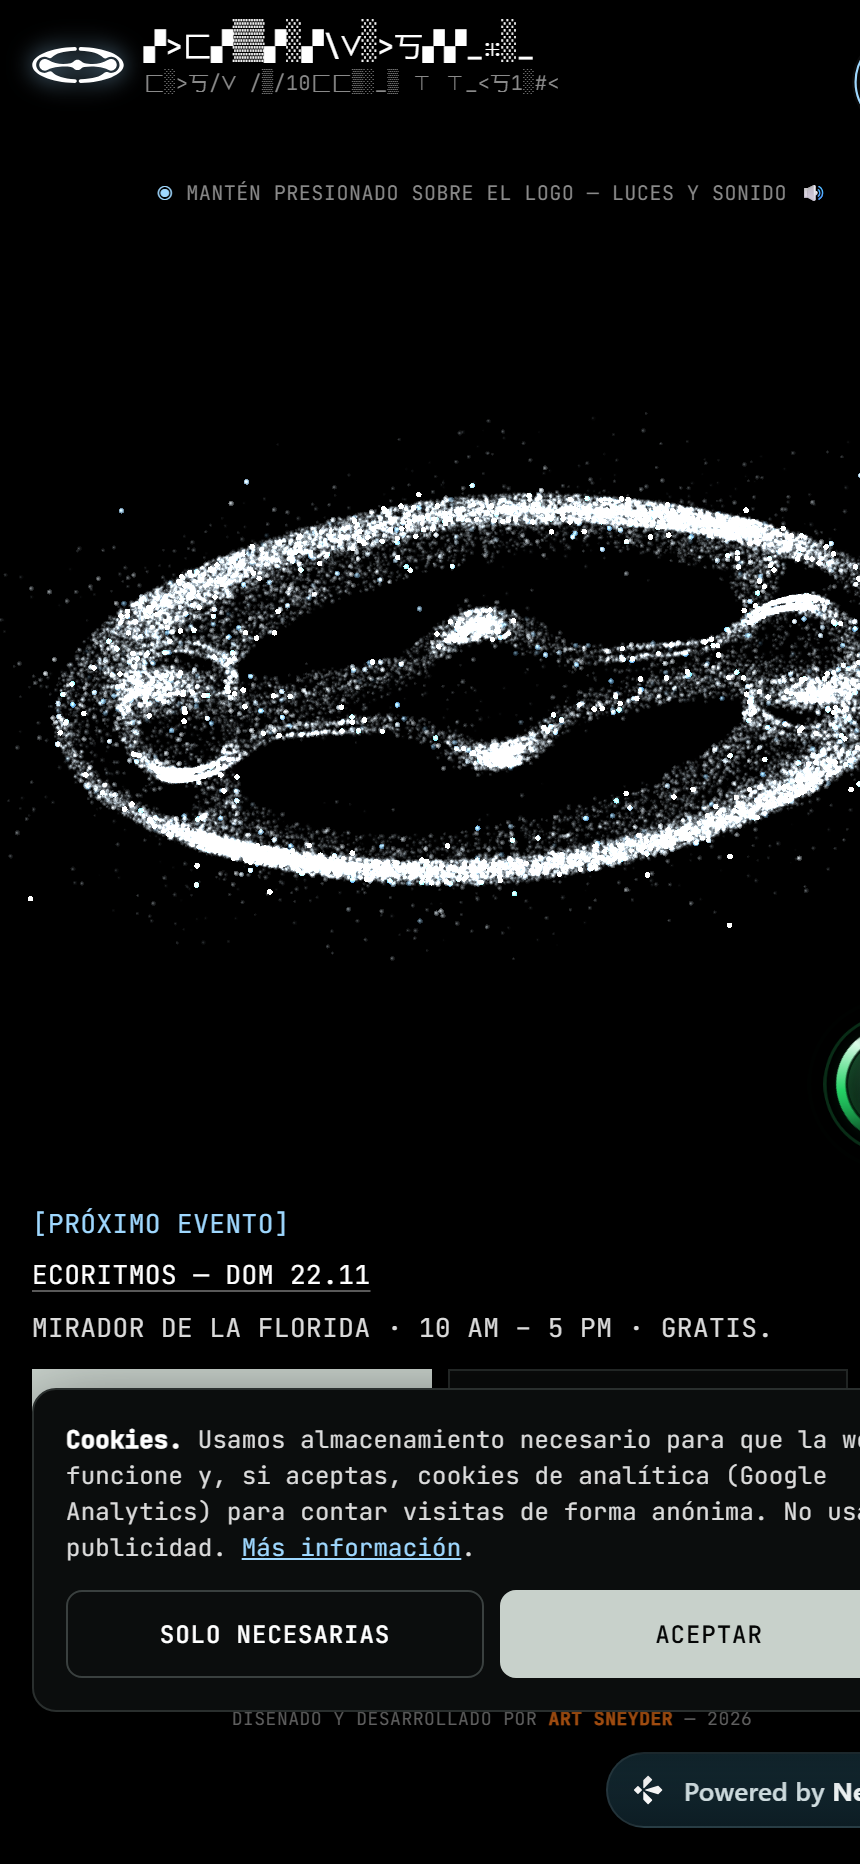 MANTÉN PRESIONADO SOBRE EL LOGO — LUCES Y SONIDO
[PRÓXIMO EVENTO]
ECORITMOS — DOM 22.11
MIRADOR DE LA FLORIDA · 10 AM – 5 PM · GRATIS.
Cookies. Usamos almacenamiento necesario para que la
funcione y, si aceptas, cookies de analítica (Google
Analytics) para contar visitas de forma anónima. No
publicidad. Más información.
SOLO NECESARIAS
ACEPTAR
DISEÑADO Y DESARROLLADO POR ART SNEYDER — 2026
Powered by